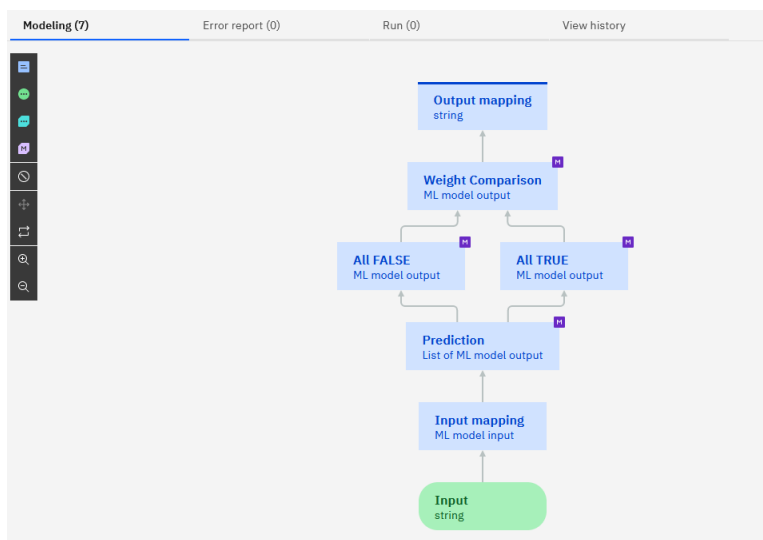 Modeling (7)
Error report (0)
Run (0)
View history
M
Output mapping
string
M
Weight Comparison
ML model output
M
All FALSE
ML model output
M
All TRUE
ML model output
M
Prediction
List of ML model output
Input mapping
ML model input
Input
string